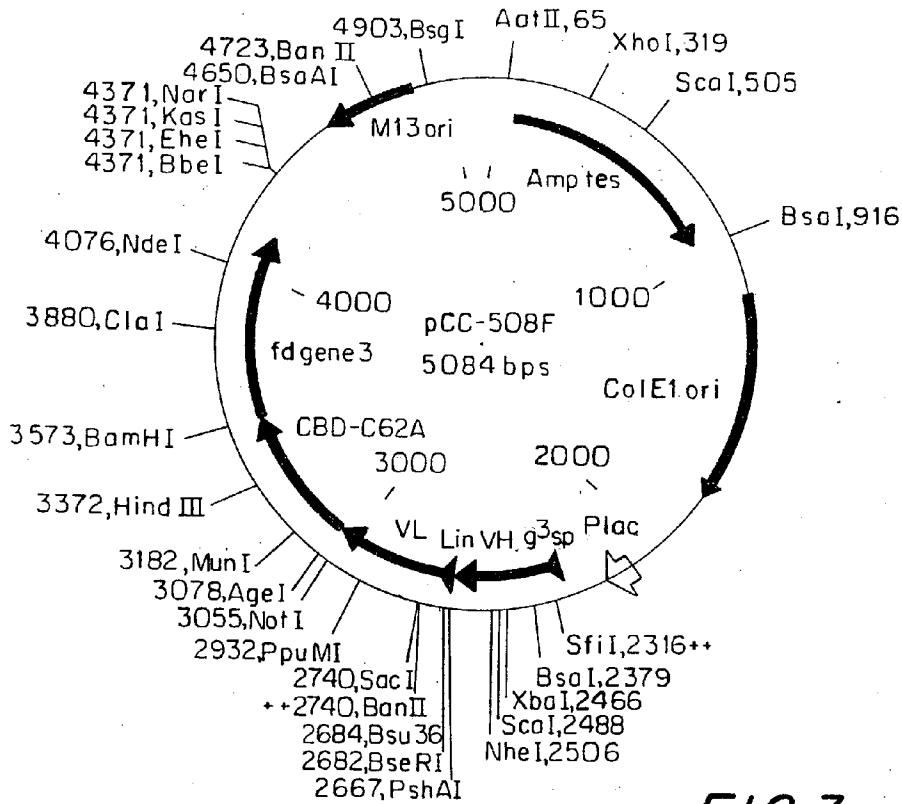 4903,BsgI
4723,Ban II
4650,BsaAI
4371,NarI
4371,KasI
4371,EheI
4371,BbeI
4076,NdeI
3880,ClaI
3573,BamHI
3372,Hind III
3182,MunI
3078,AgeI
3055,NotI
2932,PpuMI
2740,SacI
++2740,BanII
2684,Bsu36
2682,BseRI
2667,PshAI
AatII,65
XhoI,319
ScaI,505
BsaI,916
SfiI,2316++
BsaI,2379
XbaI,2466
ScaI,2488
NheI,2506
M13ori
Amp tes
5000
1000
4000
pCC-508F
5084 bps
fdgene3
ColE1.ori
CBD-C62A
3000
2000
VL
Lin
VH
g3sp
Plac